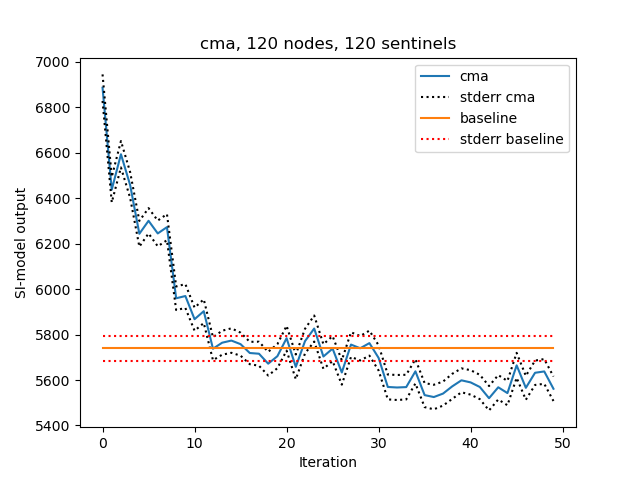 cma, 120 nodes, 120 sentinels
7000
6800
6600
6400
6200
6000
5800
5600
5400
SI-model output
cma
stderr cma
baseline
stderr baseline
0 10 20 30 40 50
Iteration